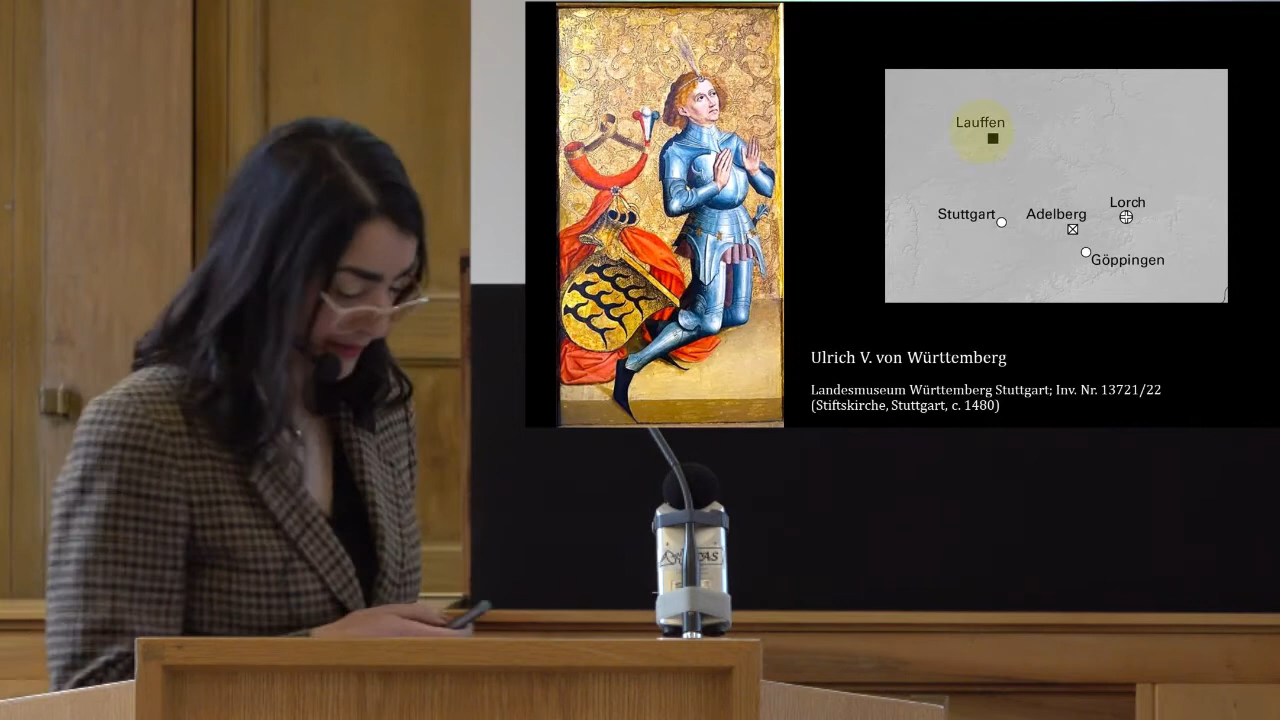 Lauffen
Stuttgart
Adelberg
Lorch
Göppingen
Ulrich V. von Württemberg
Landesmuseum Württemberg Stuttgart; Inv. Nr. 13721/22
(Stiftskirche, Stuttgart, c. 1480)